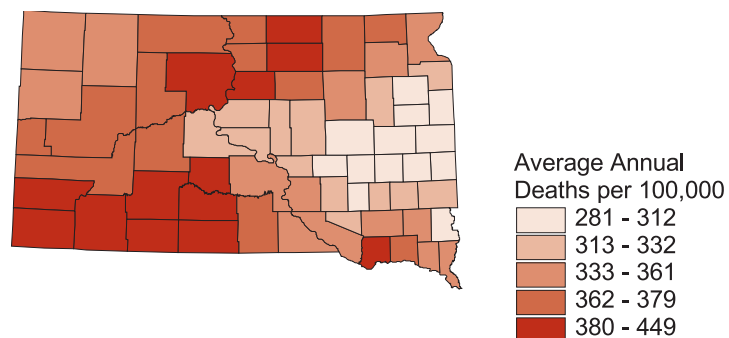 Average Annual
Deaths per 100,000
281 - 312
313 - 332
333 - 361
362 - 379
380 - 449